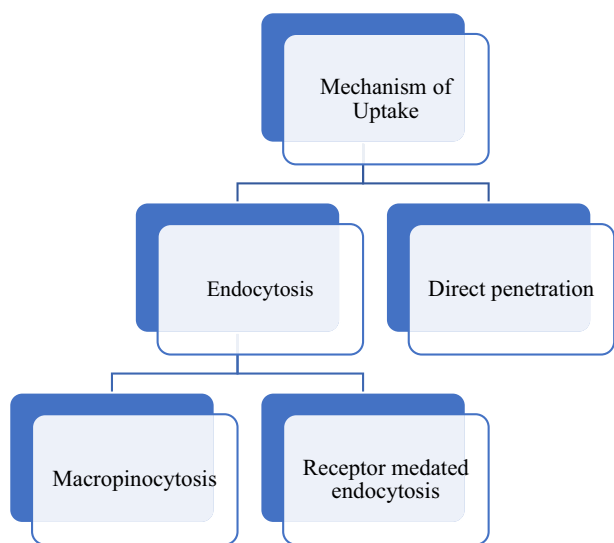 Mechanism of
Uptake
Endocytosis
Direct penetration
Macropinocytosis
Receptor medated
endocytosis